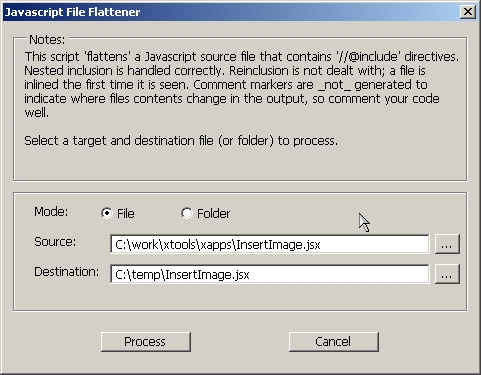 Javascript File Flattener
Notes:
This script 'flattens' a Javascript source file that contains '//@include' directives.
Nested inclusion is handled correctly. Reinclusion is not dealt with; a file is
inlined the first time it is seen. Comment markers are _not_ generated to
indicate where files contents change in the output, so comment your code
well.
Select a target and destination file (or folder) to process.
Mode: File Folder
Source: C:\work\xtools\xapps\InsertImage.jsx ...
Destination: C:\temp\InsertImage.jsx ...
Process Cancel